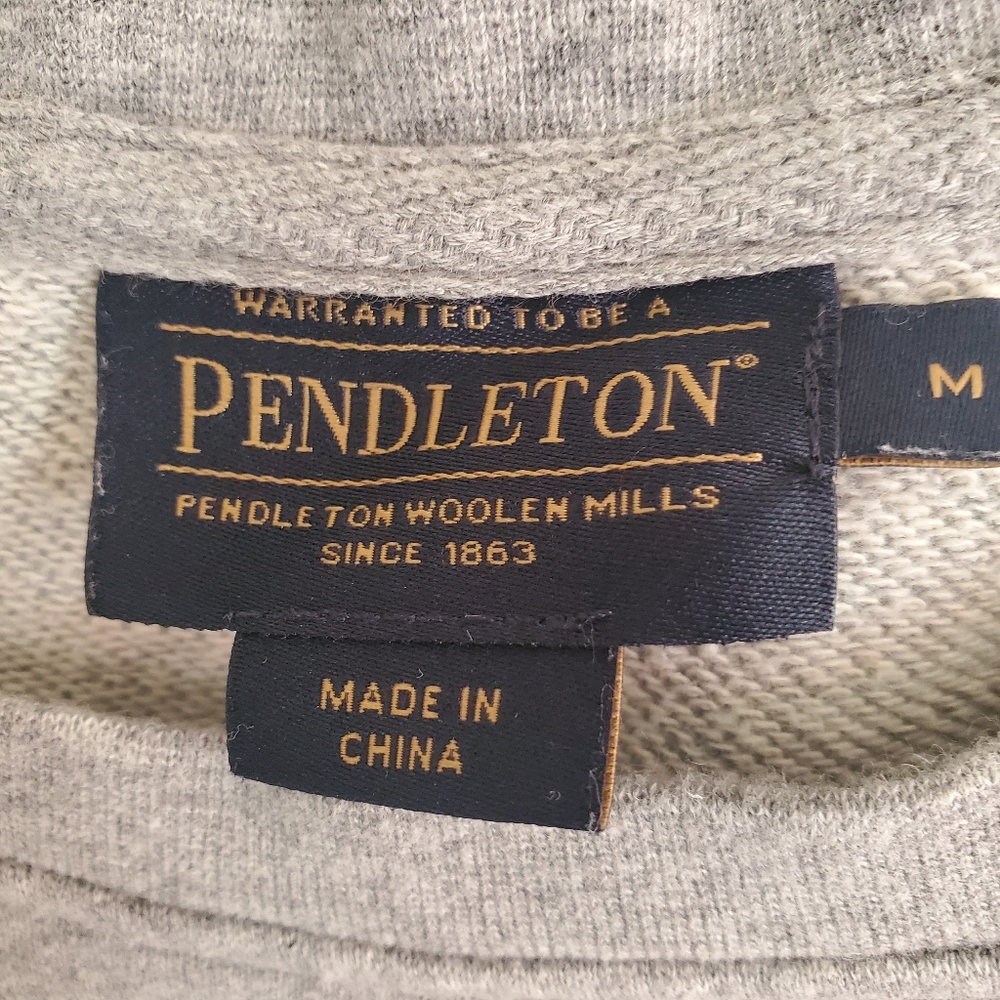 WARRANTED TO BE A
PENDLETON®
PENDLETON WOOLEN MILLS
SINCE 1863
M
MADE IN
CHINA